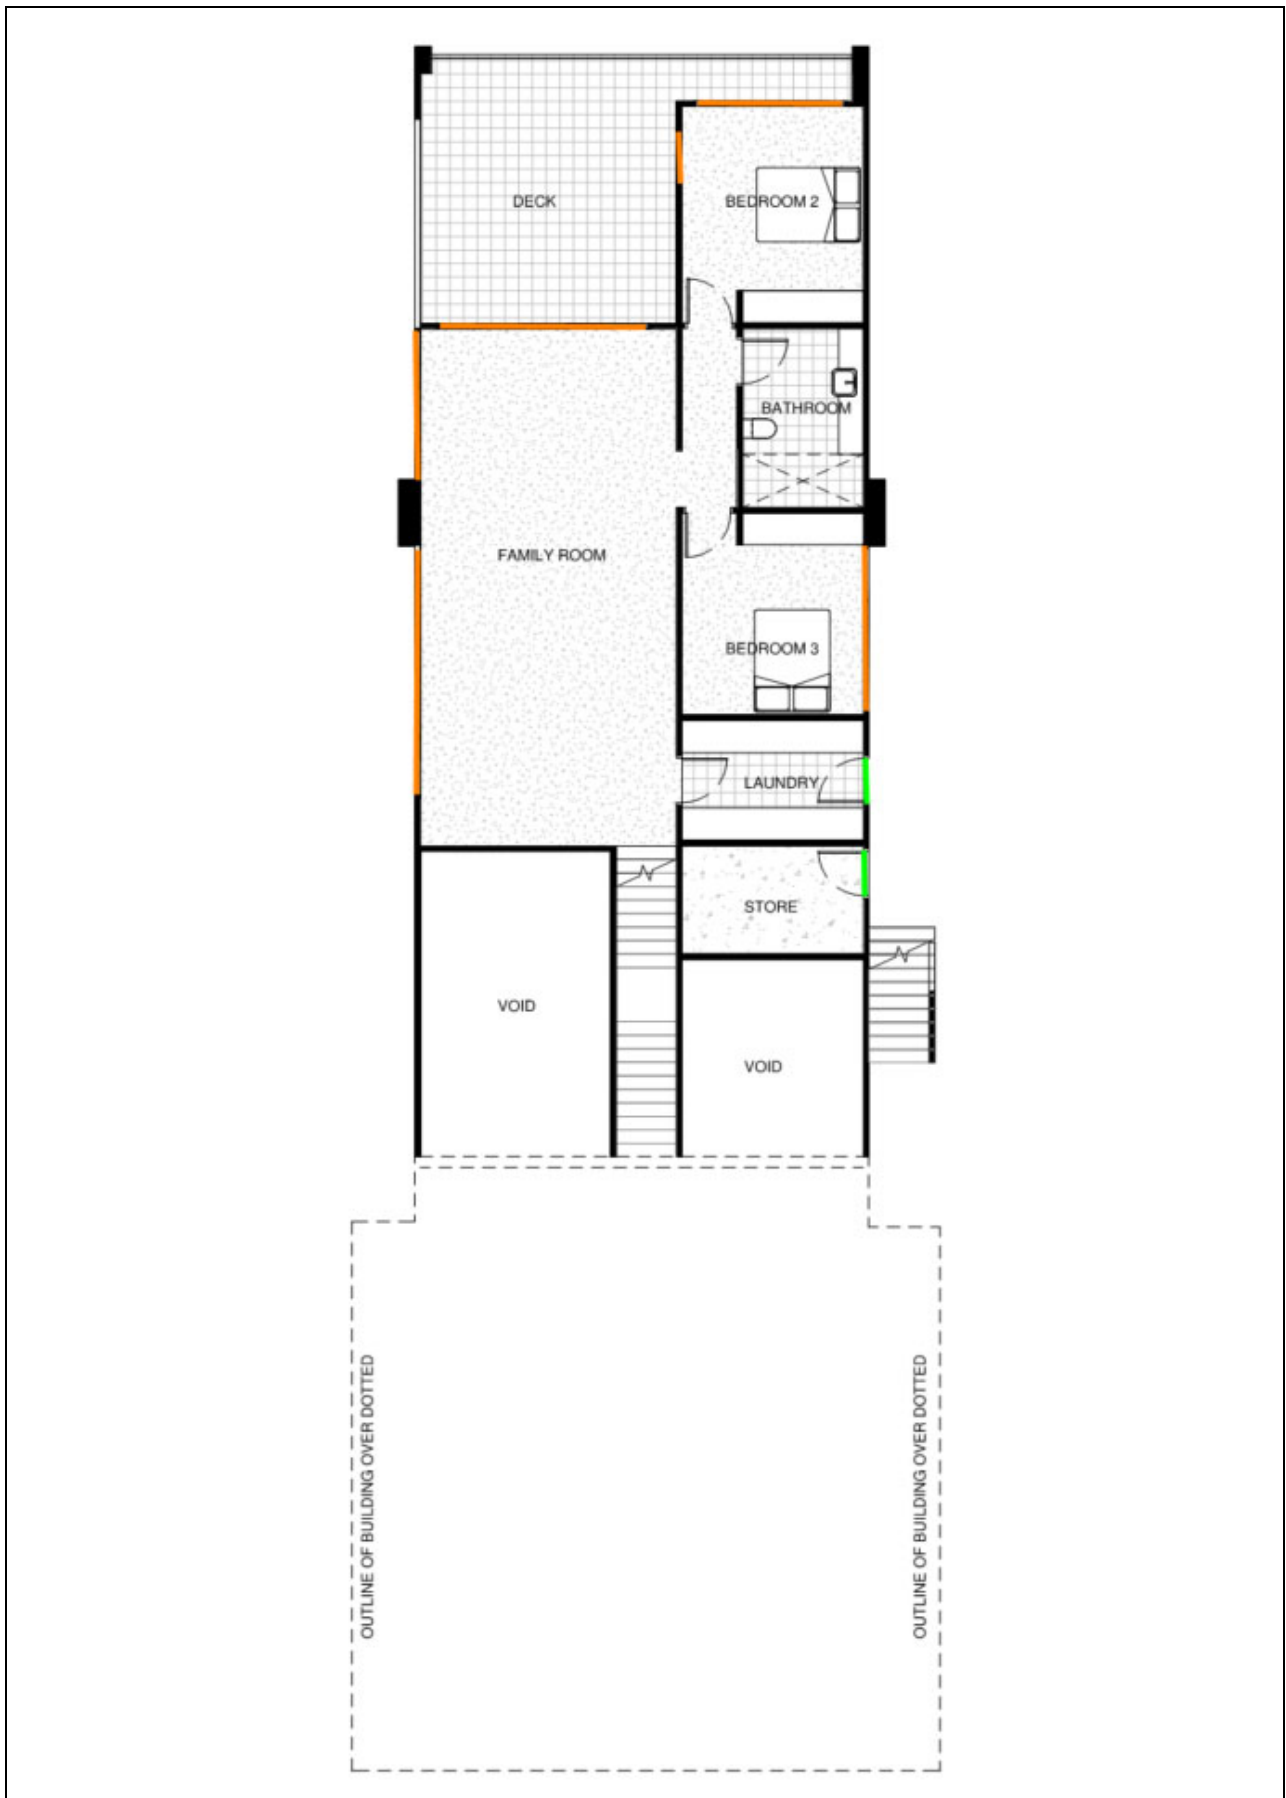 DECK
BEDROOM 2
BATHROOM
FAMILY ROOM
BEDROOM 3
LAUNDRY
STORE
VOID
VOID
OUTLINE OF BUILDING OVER DOTTED
OUTLINE OF BUILDING OVER DOTTED